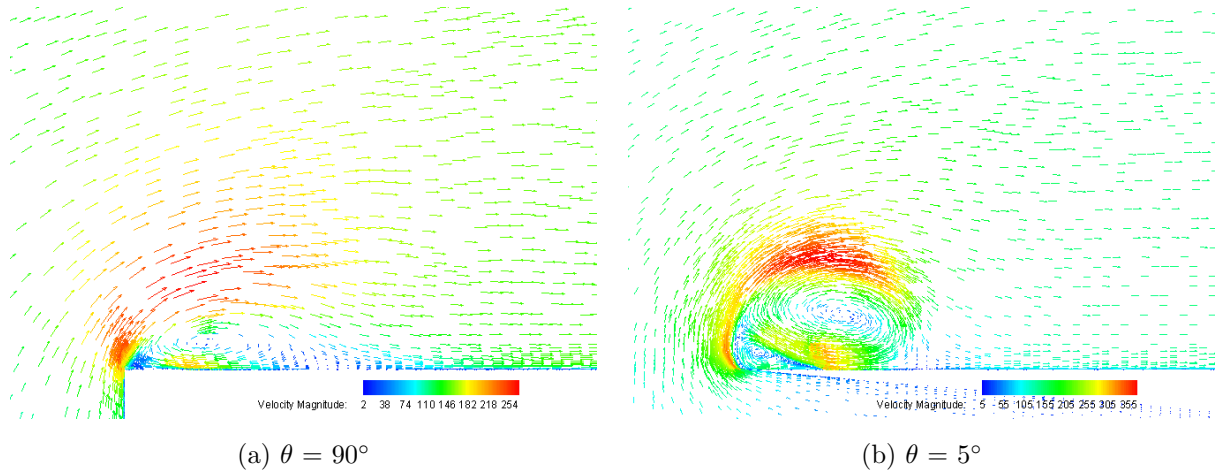 Velocity Magnitude: 2 38 74 110 146 182 218 254
Velocity Magnitude: 5 55 105 155 205 255 305 355
(a) θ = 90°
(b) θ = 5°